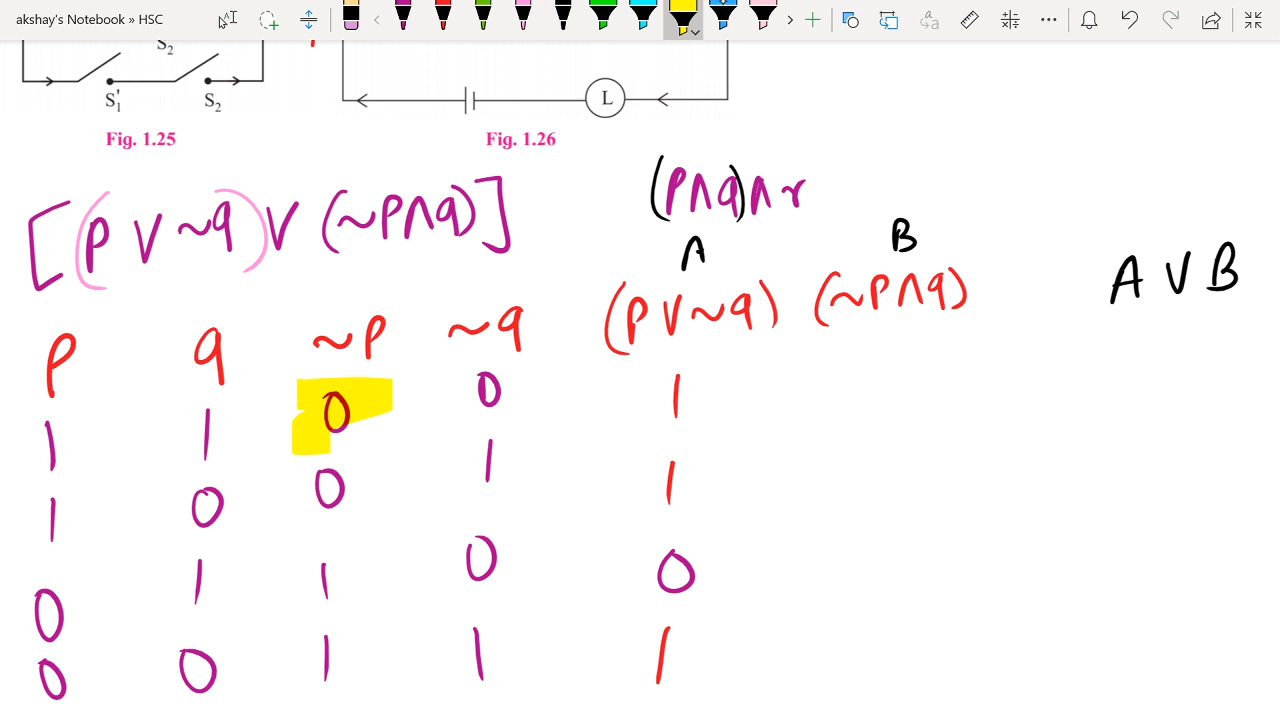 akshay's Notebook » HSC
S₂
S₁' S₂ L
Fig. 1.25 Fig. 1.26
[(p ∨ ~q) ∨ (~p∧q)] (p∧q)∧r
A B A ∨ B
p q ~p ~q (p ∨ ~q) (~p∧q)
1 1 0 0 1
1 0 0 1 1
0 1 1 0 0
0 0 1 1 1